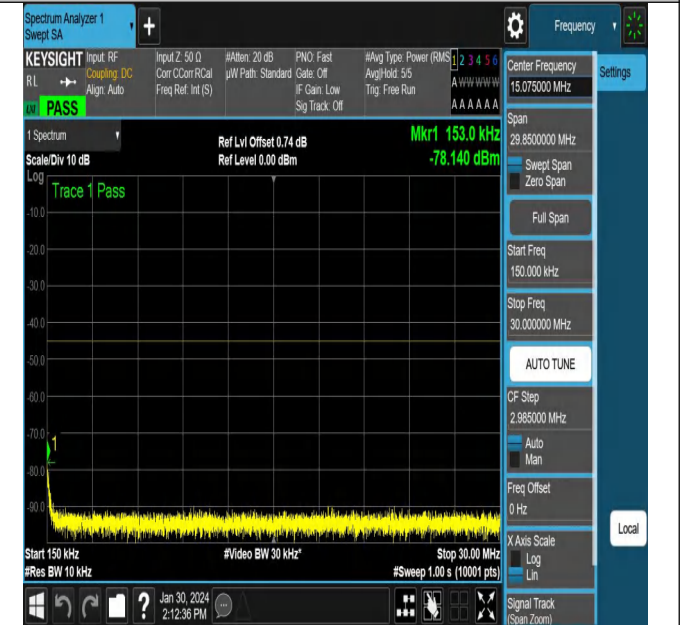 Spectrum Analyzer 1
Swept SA
Frequency
KEYSIGHT Input: RF Input Z: 50 Ω #Atten: 20 dB PNO: Fast #Avg Type: Power (RMS 1 2 3 4 5 6
RL Coupling: DC Corr CCorr RCal µW Path: Standard Gate: Off Avg|Hold: 5/5 A W W W W W
Align: Auto Freq Ref: Int (S) IF Gain: Low Trig: Free Run
PASS Sig Track: Off A A A A A A
1 Spectrum
Ref Lvl Offset 0.74 dB Mkr1 153.0 kHz
Scale/Div 10 dB Ref Level 0.00 dBm -78.140 dBm
Log
Trace 1 Pass
-10.0
-20.0
-30.0
-40.0
-50.0
-60.0
-70.0
1
-80.0
-90.0
Start 150 kHz #Video BW 30 kHz* Stop 30.00 MHz
#Res BW 10 kHz #Sweep 1.00 s (10001 pts)
Jan 30, 2024
2:12:36 PM
Center Frequency
15.075000 MHz
Settings
Span
29.8500000 MHz
Swept Span
Zero Span
Full Span
Start Freq
150.000 kHz
Stop Freq
30.000000 MHz
AUTO TUNE
CF Step
2.985000 MHz
Auto
Man
Freq Offset
0 Hz
Local
X Axis Scale
Log
Lin
Signal Track
(Span Zoom)